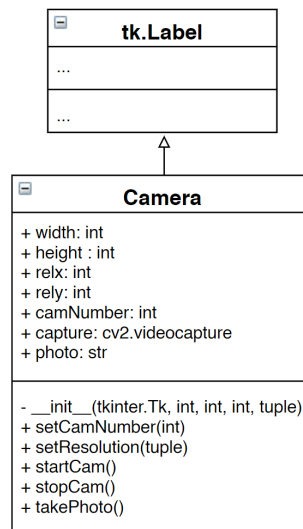 tk.Label
...
...
Camera
+ width: int
+ height : int
+ relx: int
+ rely: int
+ camNumber: int
+ capture: cv2.videocapture
+ photo: str
- __init__(tkinter.Tk, int, int, int, tuple)
+ setCamNumber(int)
+ setResolution(tuple)
+ startCam()
+ stopCam()
+ takePhoto()